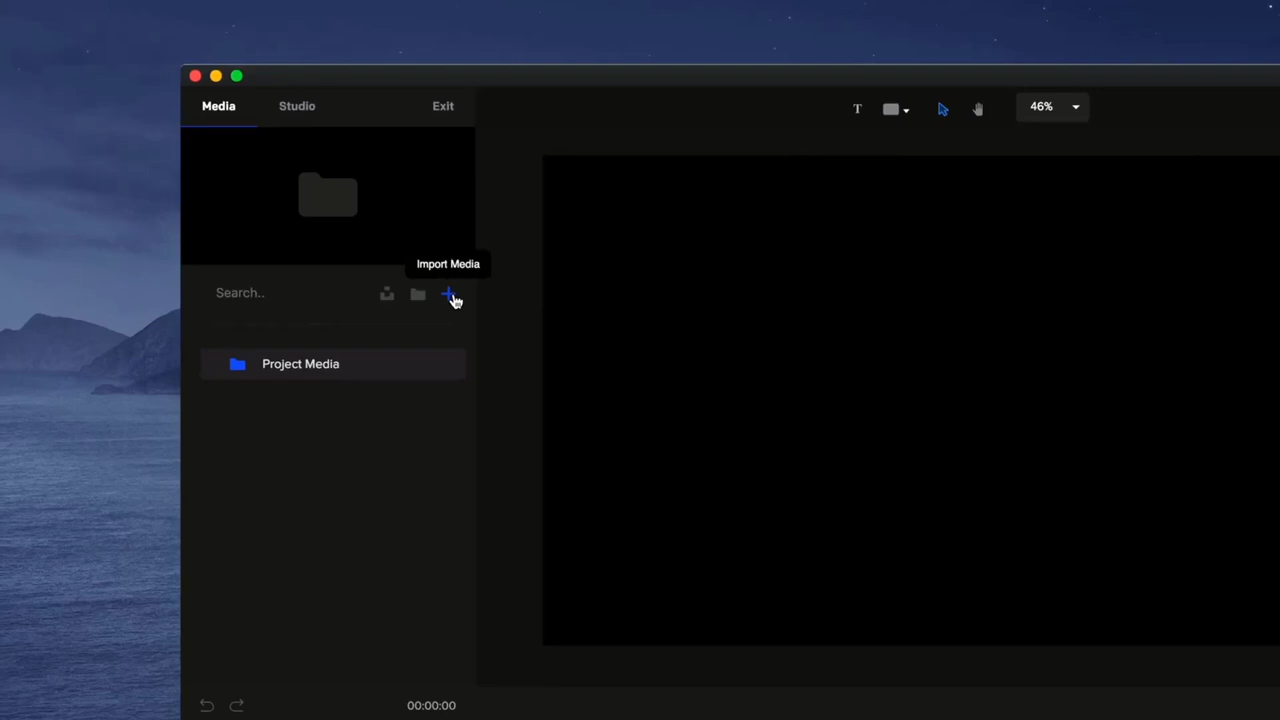 Media
Studio
Exit
T
46%
Import Media
Search..
Project Media
00:00:00